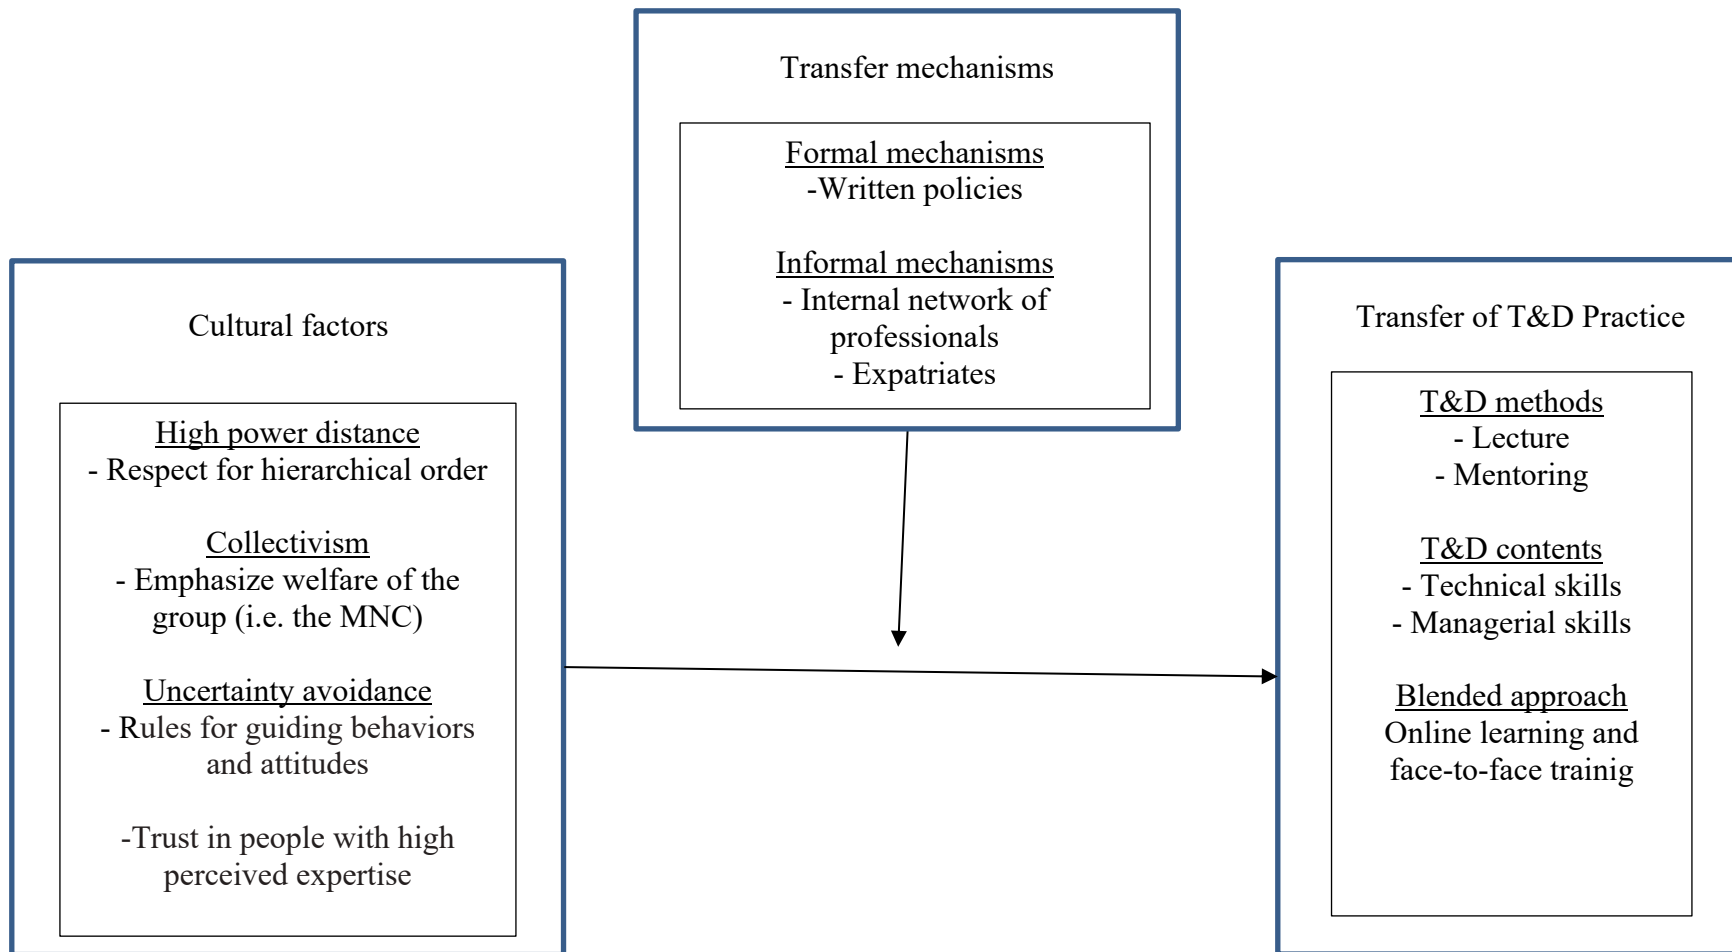 Transfer mechanisms
Formal mechanisms
-Written policies
Informal mechanisms
- Internal network of
professionals
- Expatriates
Cultural factors
High power distance
- Respect for hierarchical order
Collectivism
- Emphasize welfare of the
group (i.e. the MNC)
Uncertainty avoidance
- Rules for guiding behaviors
and attitudes
-Trust in people with high
perceived expertise
Transfer of T&D Practice
T&D methods
- Lecture
- Mentoring
T&D contents
- Technical skills
- Managerial skills
Blended approach
Online learning and
face-to-face trainig